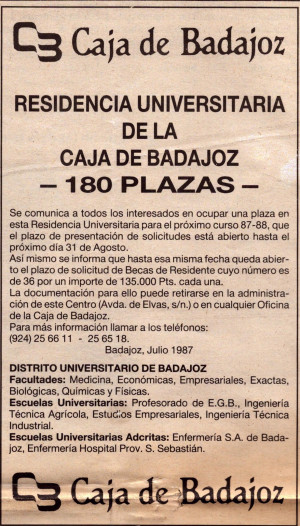 CB Caja de Badajoz
RESIDENCIA UNIVERSITARIA
DE LA
CAJA DE BADAJOZ
– 180 PLAZAS –
Se comunica a todos los interesados en ocupar una plaza en
esta Residencia Universitaria para el próximo curso 87-88, que
el plazo de presentación de solicitudes está abierto hasta el
próximo día 31 de Agosto.
Así mismo se informa que hasta esa misma fecha queda abier-
to el plazo de solicitud de Becas de Residente cuyo número es
de 36 por un importe de 135.000 Pts. cada una.
La documentación para ello puede retirarse en la administra-
ción de este Centro (Avda. de Elvas, s/n.) o en cualquier Oficina
de la Caja de Badajoz.
Para más información llamar a los teléfonos:
(924) 25 66 11 - 25 65 18.
Badajoz, Julio 1987
DISTRITO UNIVERSITARIO DE BADAJOZ
Facultades: Medicina, Económicas, Empresariales, Exactas,
Biológicas, Químicas y Físicas.
Escuelas Universitarias: Profesorado de E.G.B., Ingeniería
Técnica Agrícola, Estudios Empresariales, Ingeniería Técnica
Industrial.
Escuelas Universitarias Adcritas: Enfermería S.A. de Bada-
joz, Enfermería Hospital Prov. S. Sebastián.
CB Caja de Badajoz